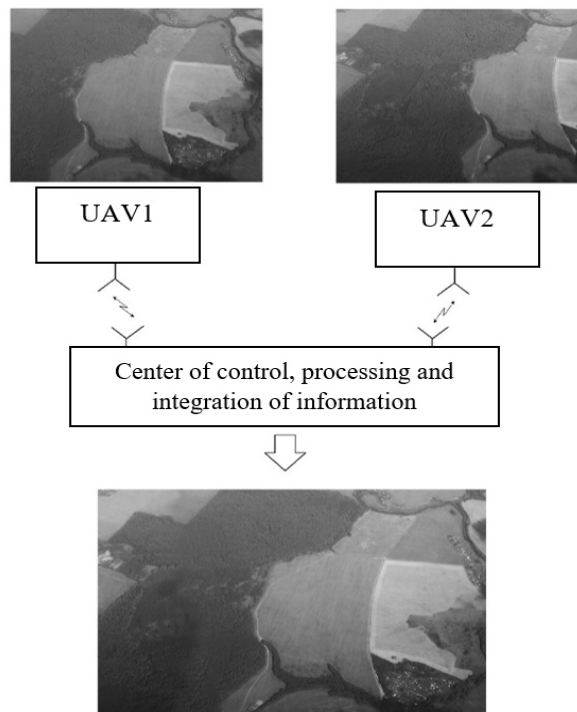 UAV1
UAV2
Center of control, processing and
integration of information